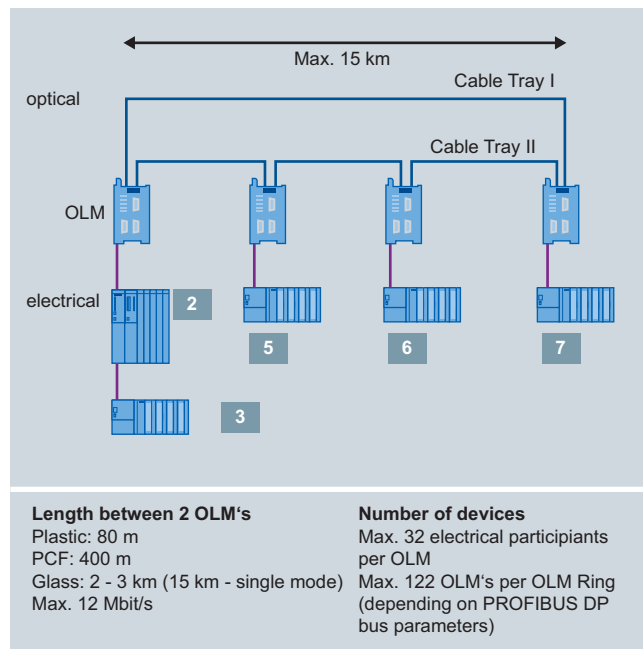 Max. 15 km
Cable Tray I
optical
Cable Tray II
OLM
electrical
2
5
6
7
3
Length between 2 OLM‘s
Plastic: 80 m
PCF: 400 m
Glass: 2 - 3 km (15 km - single mode)
Max. 12 Mbit/s
Number of devices
Max. 32 electrical participiants
per OLM
Max. 122 OLM‘s per OLM Ring
(depending on PROFIBUS DP
bus parameters)